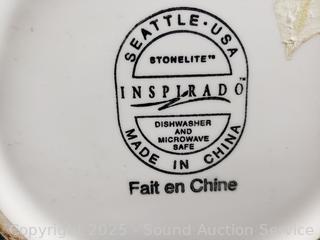 SEATTLE · USA
STONELITE™
INSPIRADO™
DISHWASHER
AND
MICROWAVE
SAFE
MADE IN CHINA
Fait en Chine
Copyright 2025 - Sound Auction Service